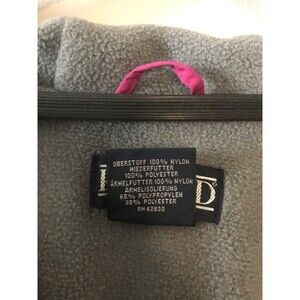 OBERSTOFF 100% NYLON
MIEDERFUTTER
100% POLYESTER
ÄRMELFUTTER 100% NYLON
ÄRMELISOLIERUNG
65% POLYPROPYLEN
35% POLYESTER
RN 62830
D